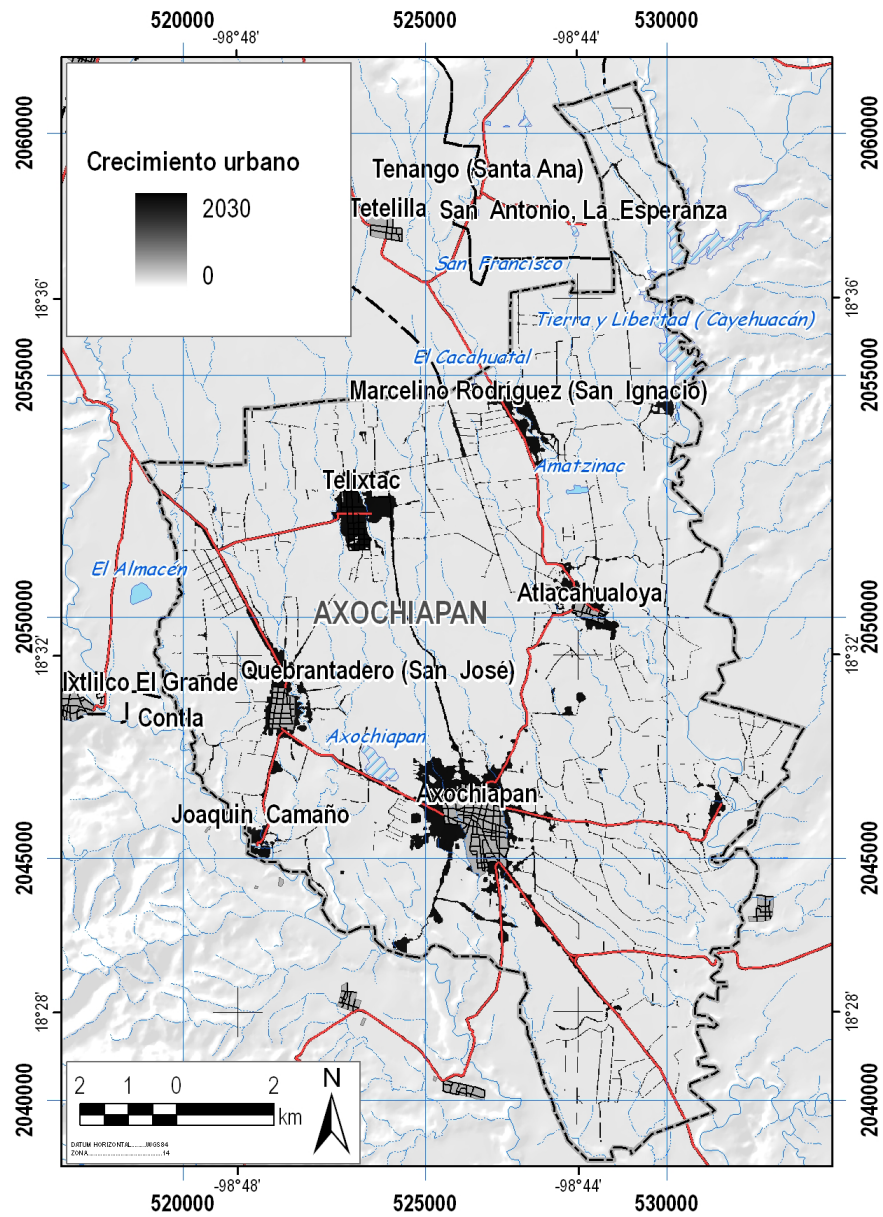 520000 525000 530000
-98°48' -98°44'
2060000 2060000
Crecimiento urbano
2030
0
Tenango (Santa Ana)
Tetelilla San Antonio, La Esperanza
San Francisco
18°36' 18°36'
Tierra y Libertad ( Cayehuacán)
El Cacahuatal
2055000 2055000
Marcelino Rodríguez (San Ignacio)
Amatzinac
Telixtac
El Almacen
Atlacahualoya
AXOCHIAPAN
2050000 2050000
18°32' 18°32'
Quebrantadero (San José)
Ixtlilco El Grande
Contla
Axochiapan
Axochiapan
Joaquin Camaño
2045000 2045000
18°28' 18°28'
2040000 2040000
2 1 0 2
km
N
DATUM HORIZONTAL.......WGS84
ZONA.......................................14
-98°48' -98°44'
520000 525000 530000